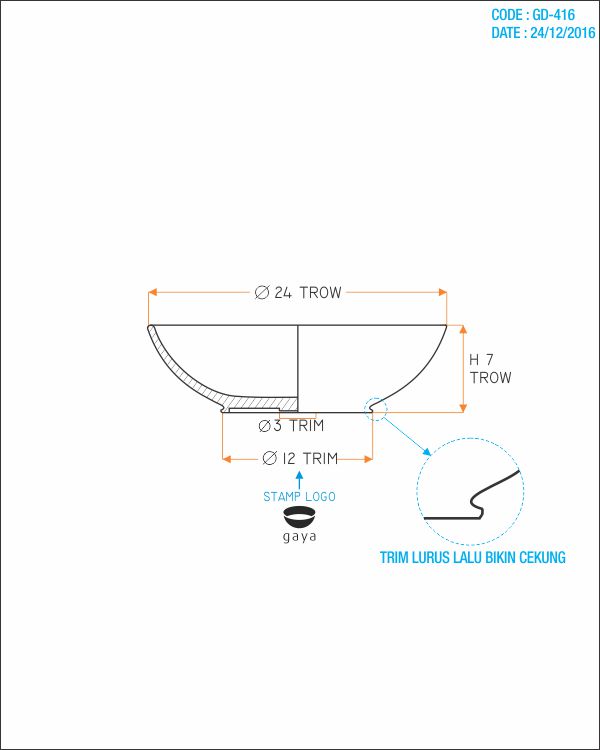 CODE : GD-416
DATE : 24/12/2016
Ø 24 TROW
H 7
TROW
Ø3 TRIM
Ø 12 TRIM
STAMP LOGO
gaya
TRIM LURUS LALU BIKIN CEKUNG